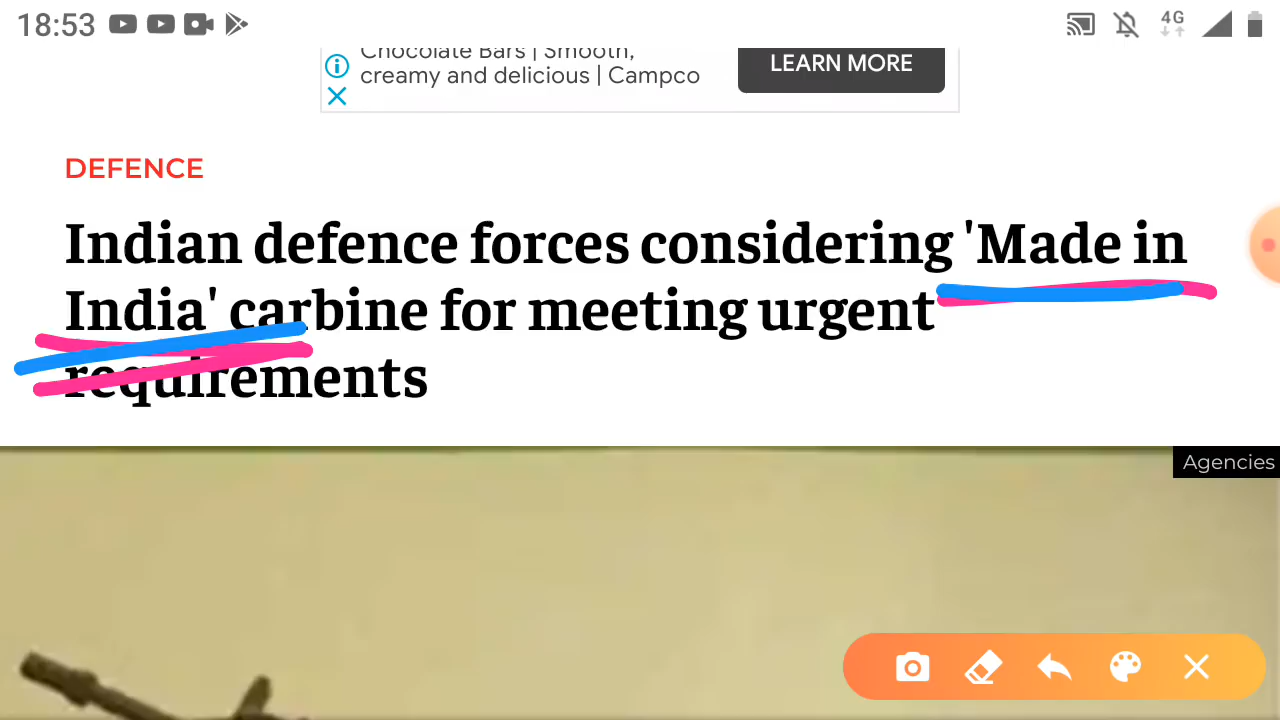 18:53
4G
Chocolate Bars | Smooth,
creamy and delicious | Campco
LEARN MORE
DEFENCE
Indian defence forces considering 'Made in
India' carbine for meeting urgent
requirements
Agencies